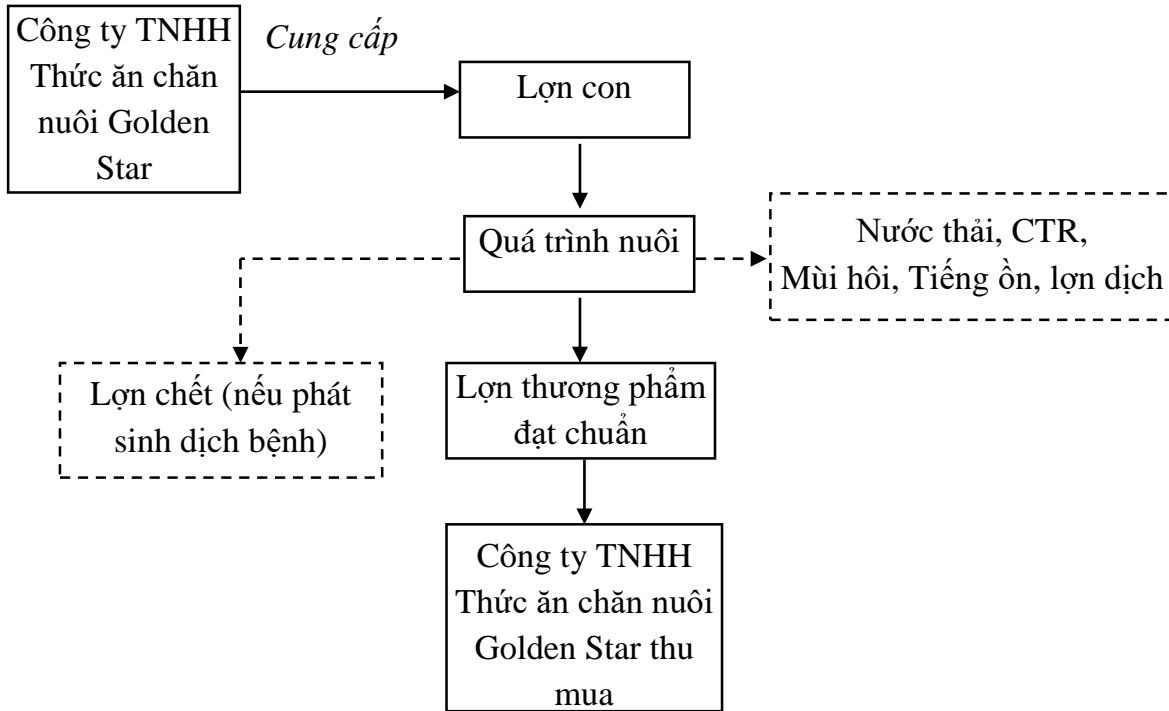 Công ty TNHH
Thức ăn chăn
nuôi Golden
Star
Cung cấp
Lợn con
Quá trình nuôi
Nước thải, CTR,
Mùi hôi, Tiếng ồn, lợn dịch
Lợn chết (nếu phát
sinh dịch bệnh)
Lợn thương phẩm
đạt chuẩn
Công ty TNHH
Thức ăn chăn nuôi
Golden Star thu
mua